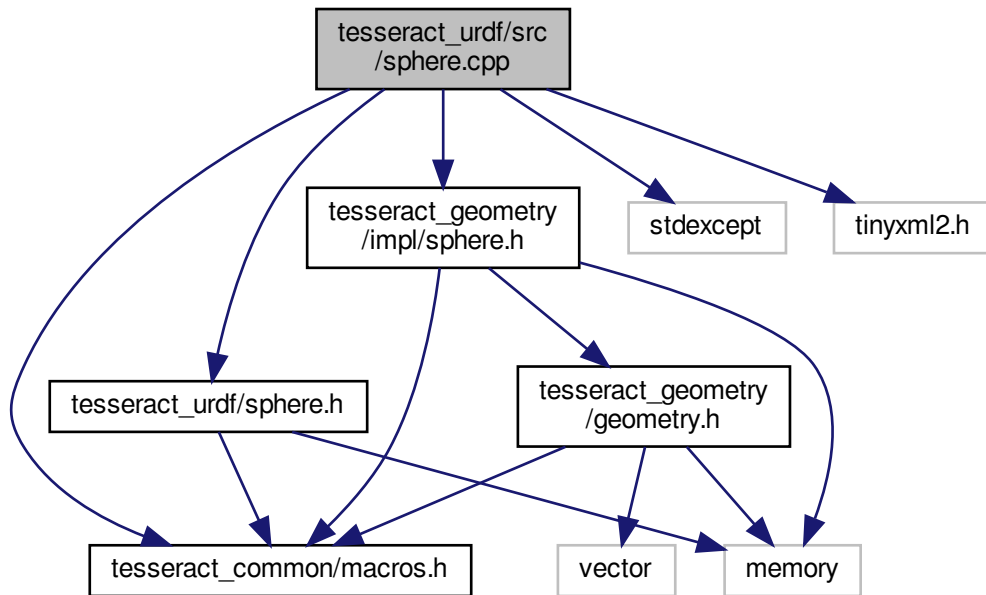 tesseract_urdf/src
/sphere.cpp
tesseract_geometry
/impl/sphere.h
stdexcept
tinyxml2.h
tesseract_urdf/sphere.h
tesseract_geometry
/geometry.h
tesseract_common/macros.h
vector
memory